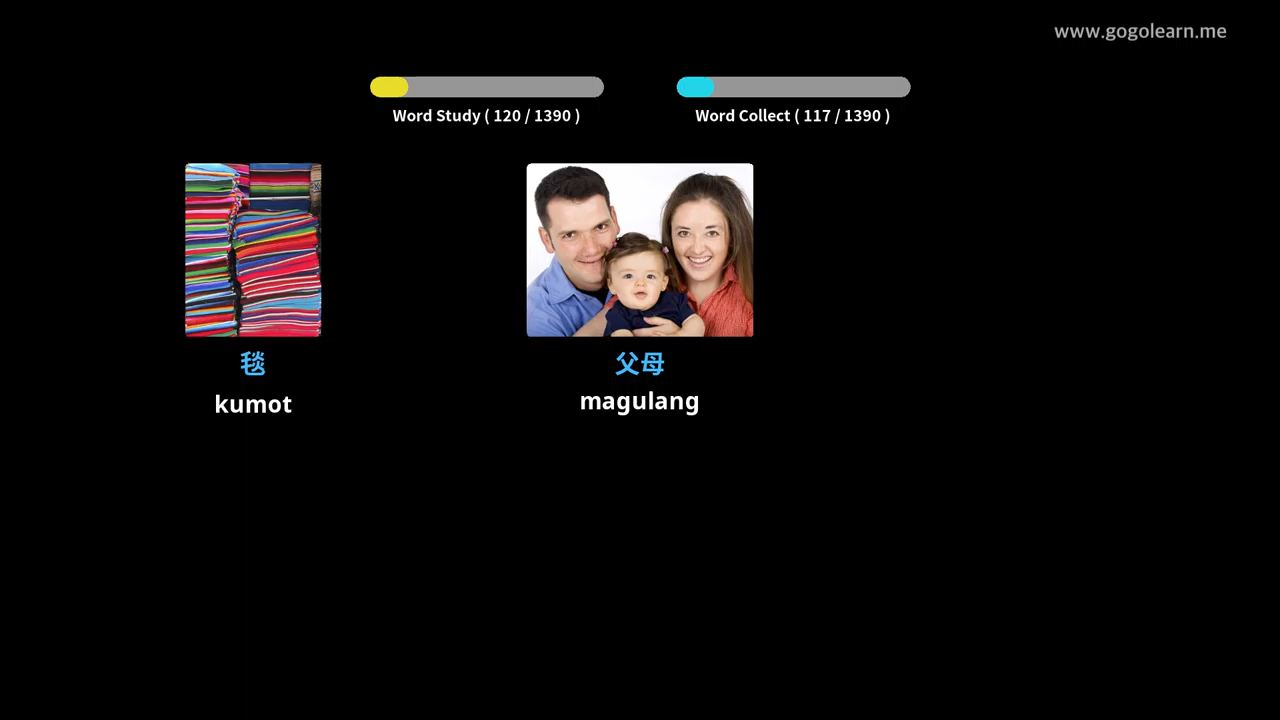 www.gogolearn.me
Word Study ( 120 / 1390 )
Word Collect ( 117 / 1390 )
毯
kumot
父母
magulang